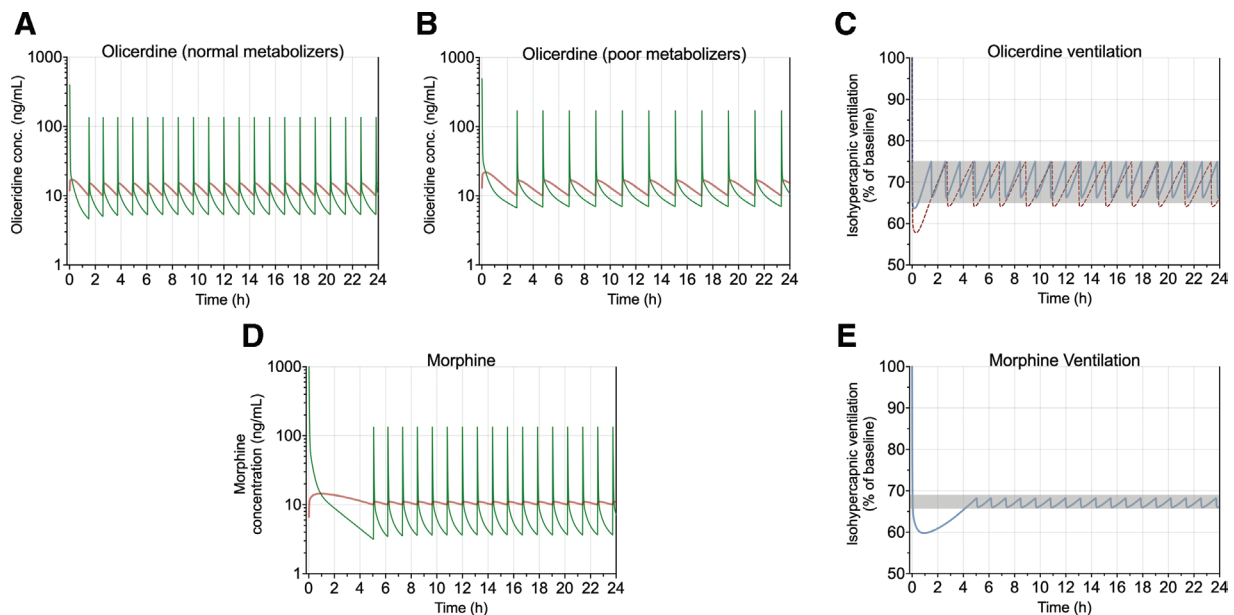 A
Olicerdine (normal metabolizers)
Oliceridine conc. (ng/mL)
1000
100
10
1
0 2 4 6 8 10 12 14 16 18 20 22 24
Time (h)
B
Olicerdine (poor metabolizers)
Oliceridine conc. (ng/mL)
1000
100
10
1
0 2 4 6 8 10 12 14 16 18 20 22 24
Time (h)
C
Olicerdine ventilation
Isohypercapnic ventilation
(% of baseline)
100
90
80
70
60
50
0 2 4 6 8 10 12 14 16 18 20 22 24
Time (h)
D
Morphine
Morphine
concentration (ng/mL)
1000
100
10
1
0 2 4 6 8 10 12 14 16 18 20 22 24
Time (h)
E
Morphine Ventilation
Isohypercapnic ventilation
(% of baseline)
100
90
80
70
60
50
0 2 4 6 8 10 12 14 16 18 20 22 24
Time (h)